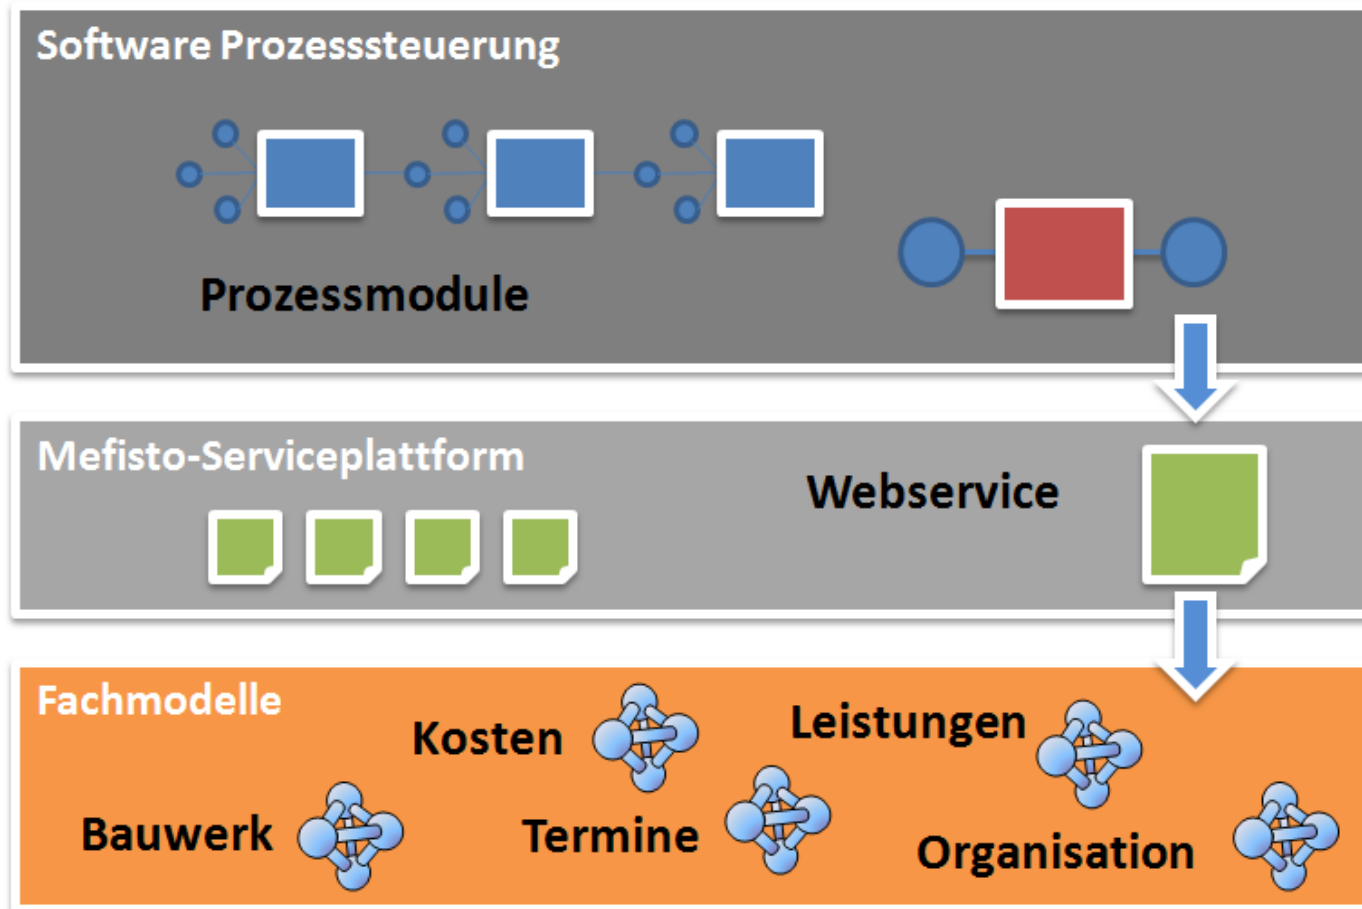 Software Prozesssteuerung
Prozessmodule
Mefisto-Serviceplattform
Webservice
Fachmodelle
Kosten
Leistungen
Bauwerk
Termine
Organisation